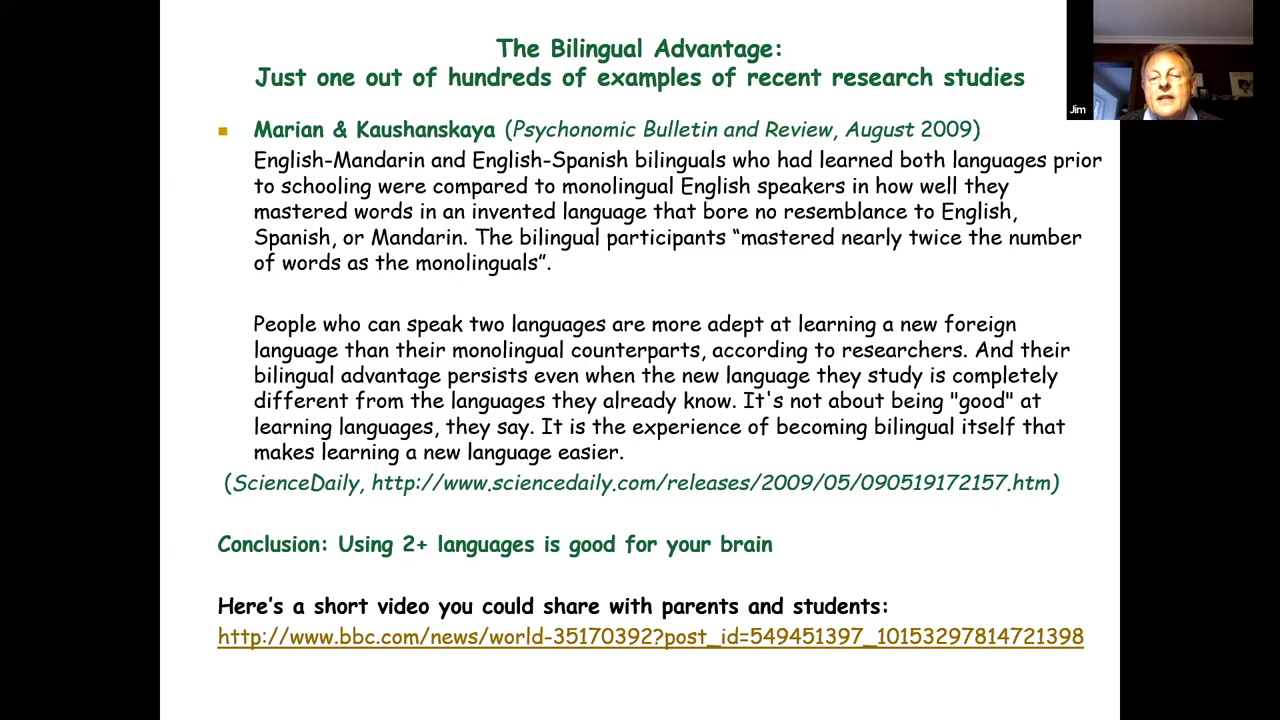 The Bilingual Advantage:
Just one out of hundreds of examples of recent research studies
Jim
Marian & Kaushanskaya (Psychonomic Bulletin and Review, August 2009)
English-Mandarin and English-Spanish bilinguals who had learned both languages prior
to schooling were compared to monolingual English speakers in how well they
mastered words in an invented language that bore no resemblance to English,
Spanish, or Mandarin. The bilingual participants “mastered nearly twice the number
of words as the monolinguals”.
People who can speak two languages are more adept at learning a new foreign
language than their monolingual counterparts, according to researchers. And their
bilingual advantage persists even when the new language they study is completely
different from the languages they already know. It's not about being "good" at
learning languages, they say. It is the experience of becoming bilingual itself that
makes learning a new language easier.
(ScienceDaily, http://www.sciencedaily.com/releases/2009/05/090519172157.htm)
Conclusion: Using 2+ languages is good for your brain
Here’s a short video you could share with parents and students:
http://www.bbc.com/news/world-35170392?post_id=549451397_10153297814721398